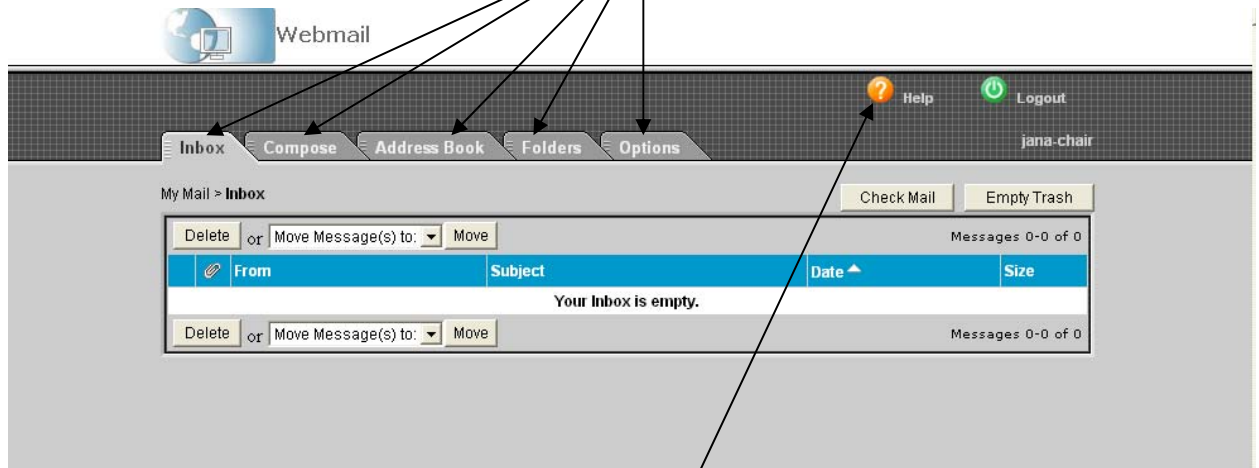 Webmail
Help Logout
jana-chair
Inbox Compose Address Book Folders Options
My Mail > Inbox Check Mail Empty Trash
Delete or Move Message(s) to: Move Messages 0-0 of 0
From Subject Date Size
Your Inbox is empty.
Delete or Move Message(s) to: Move Messages 0-0 of 0